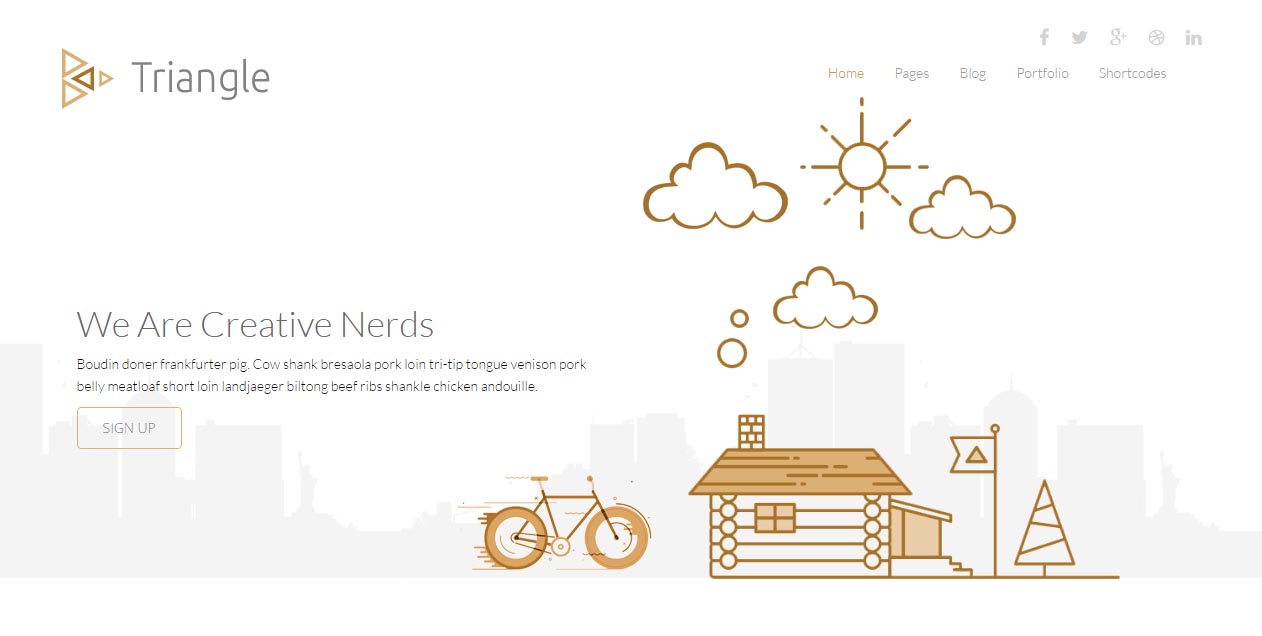 Triangle
Home Pages Blog Portfolio Shortcodes
We Are Creative Nerds
Boudin doner frankfurter pig. Cow shank bresaola pork loin tri-tip tongue venison pork
belly meatloaf short loin landjaeger biltong beef ribs shankle chicken andouille.
SIGN UP